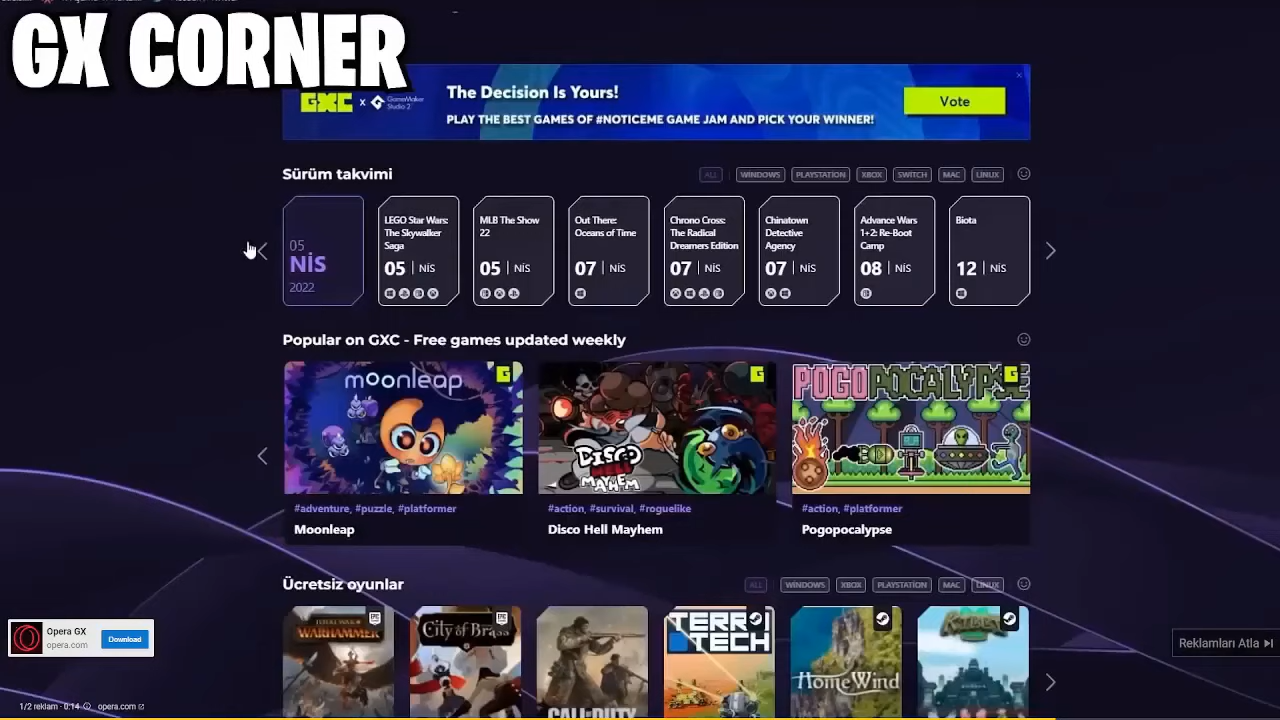 GX CORNER
GXC x GameMaker Studio 2
The Decision Is Yours!
PLAY THE BEST GAMES OF #NOTICEME GAME JAM AND PICK YOUR WINNER!
Vote
Sürüm takvimi
ALL
WINDOWS
PLAYSTATION
XBOX
SWITCH
MAC
LINUX
05
NİS
2022
LEGO Star Wars:
The Skywalker
Saga
05 | NİS
MLB The Show
22
05 | NİS
Out There:
Oceans of Time
07 | NİS
Chrono Cross:
The Radical
Dreamers Edition
07 | NİS
Chinatown
Detective
Agency
07 | NİS
Advance Wars
1+2: Re-Boot
Camp
08 | NİS
Biota
12 | NİS
Popular on GXC - Free games updated weekly
moonleap
DISCO
HELL
MAYHEM
POGOPOCALYPSE
#adventure, #puzzle, #platformer
Moonleap
#action, #survival, #roguelike
Disco Hell Mayhem
#action, #platformer
Pogopocalypse
Ücretsiz oyunlar
ALL
WINDOWS
XBOX
PLAYSTATION
MAC
LINUX
TOTAL WAR
WARHAMMER
City of Brass
CALL OF DUTY
TERRO
TECH
HOMEWIND
Opera GX
opera.com
Download
Reklamları Atla
1/2 reklam · 0:14
opera.com